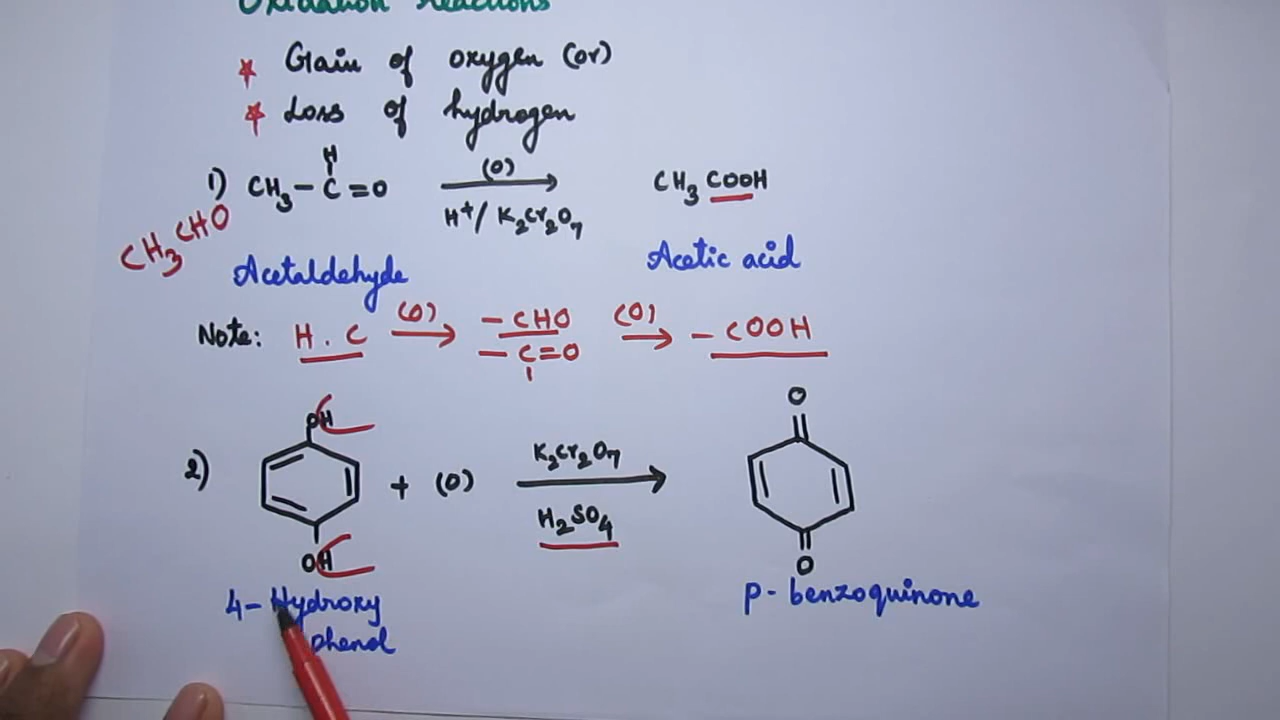 Oxidation reactions
* Gain of oxygen (or)
* Loss of hydrogen
1) CH₃ – C = O (O) CH₃ COOH
H
H⁺/ K₂Cr₂O₇
CH₃CHO
Acetaldehyde Acetic acid
Note: H . C (O) – CHO (O) – COOH
– C = O
OH O
2) + (O) K₂Cr₂O₇
H₂SO₄
OH O
4- Hydroxy p- benzoquinone
phenol